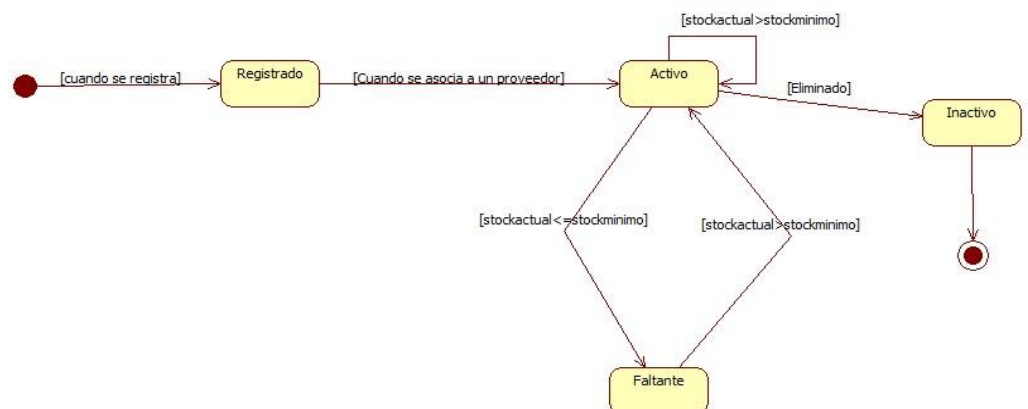 [stockactual>stockminimo]
[cuando se registra]
Registrado
[Cuando se asocia a un proveedor]
Activo
[Eliminado]
Inactivo
[stockactual<=stockminimo]
[stockactual>stockminimo]
Faltante